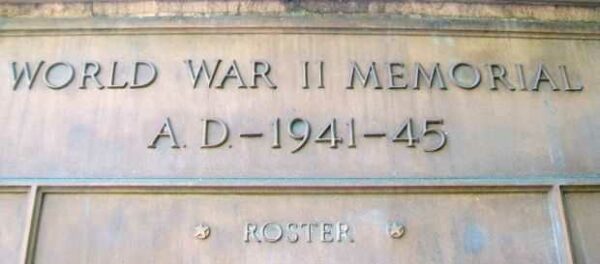 WORLD WAR II MEMORIAL
A. D. – 1941 – 45
ROSTER